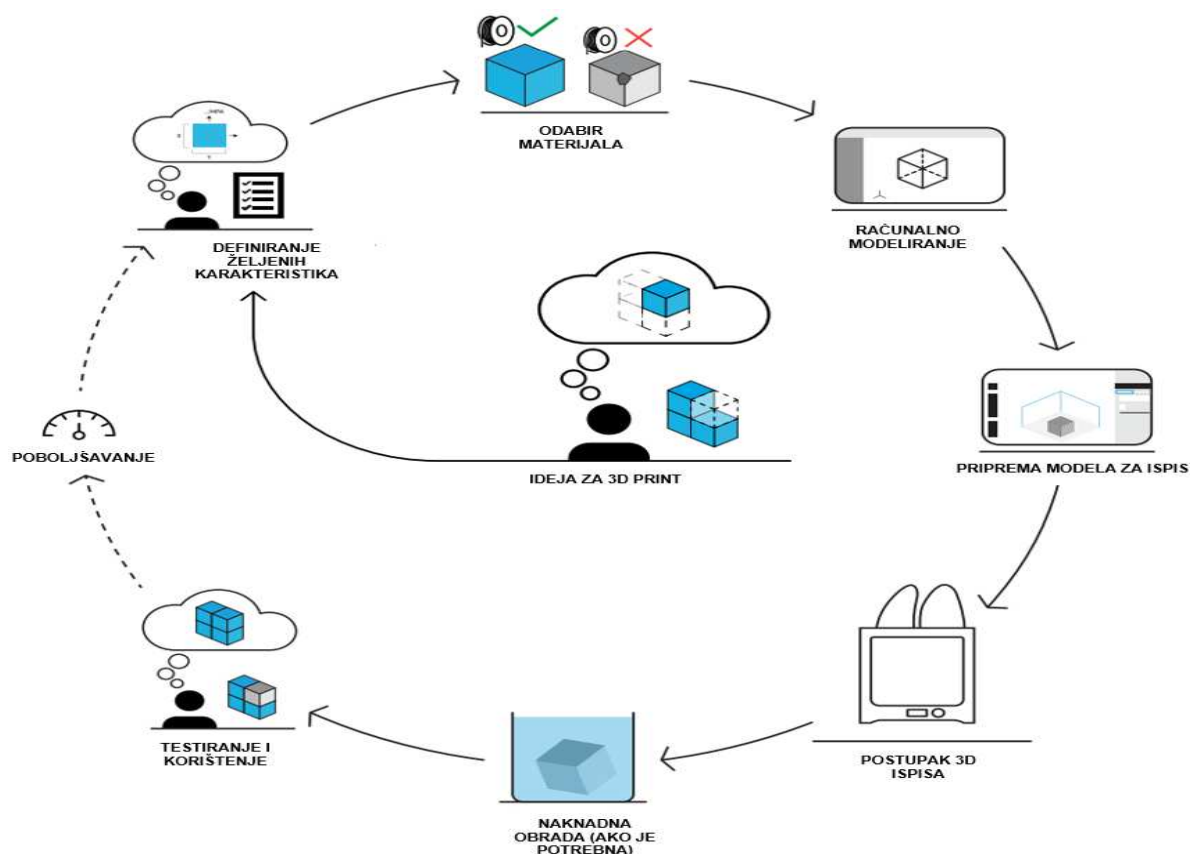 ODABIR
MATERIJALA
RAČUNALNO
MODELIRANJE
DEFINIRANJE
ŽELJENIH
KARAKTERISTIKA
POBOLJŠAVANJE
IDEJA ZA 3D PRINT
PRIPREMA MODELA ZA ISPIS
TESTIRANJE I
KORIŠTENJE
POSTUPAK 3D
ISPISA
NAKNADNA
OBRADA (AKO JE
POTREBNA)